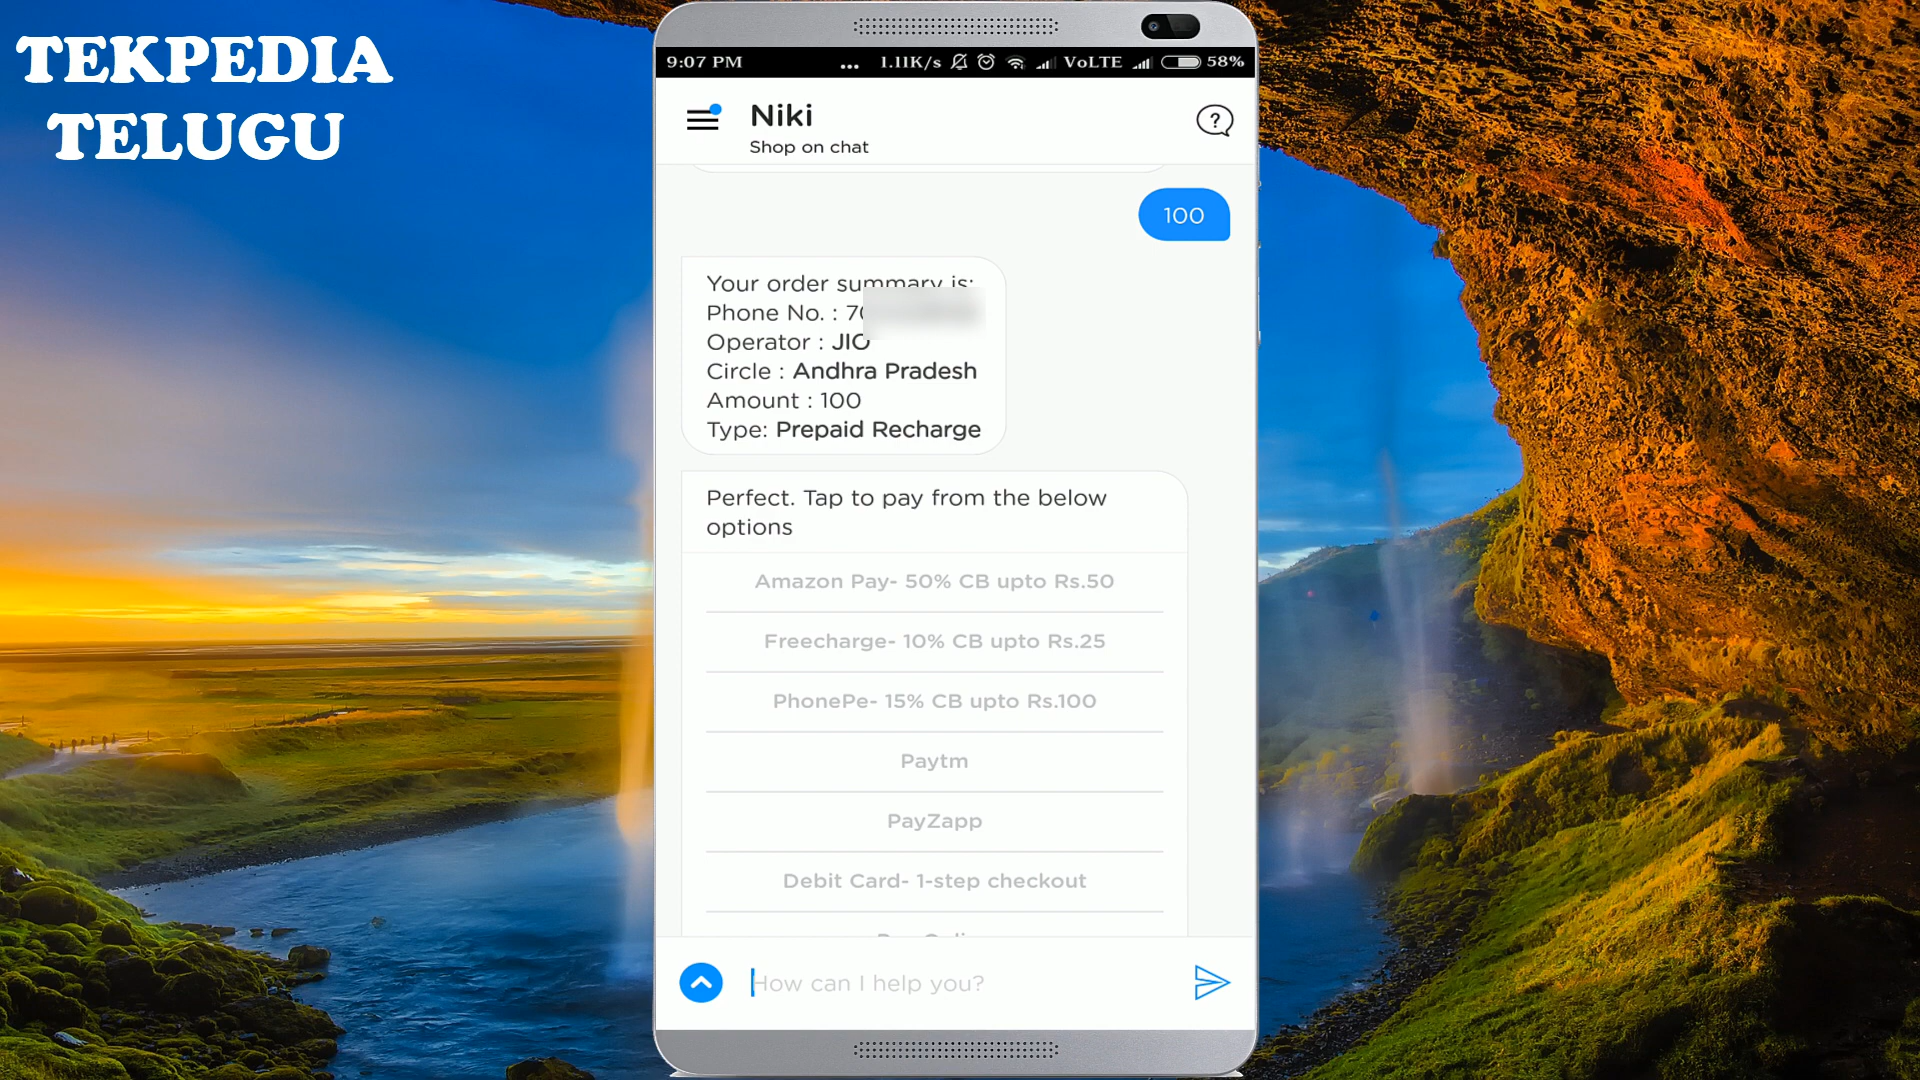 TEKPEDIA
TELUGU
9:07 PM
... 1.11K/s VoLTE 58%
Niki
Shop on chat
?
100
Your order summary is:
Phone No. : 70
Operator : JIO
Circle : Andhra Pradesh
Amount : 100
Type: Prepaid Recharge
Perfect. Tap to pay from the below
options
Amazon Pay- 50% CB upto Rs.50
Freecharge- 10% CB upto Rs.25
PhonePe- 15% CB upto Rs.100
Paytm
PayZapp
Debit Card- 1-step checkout
How can I help you?